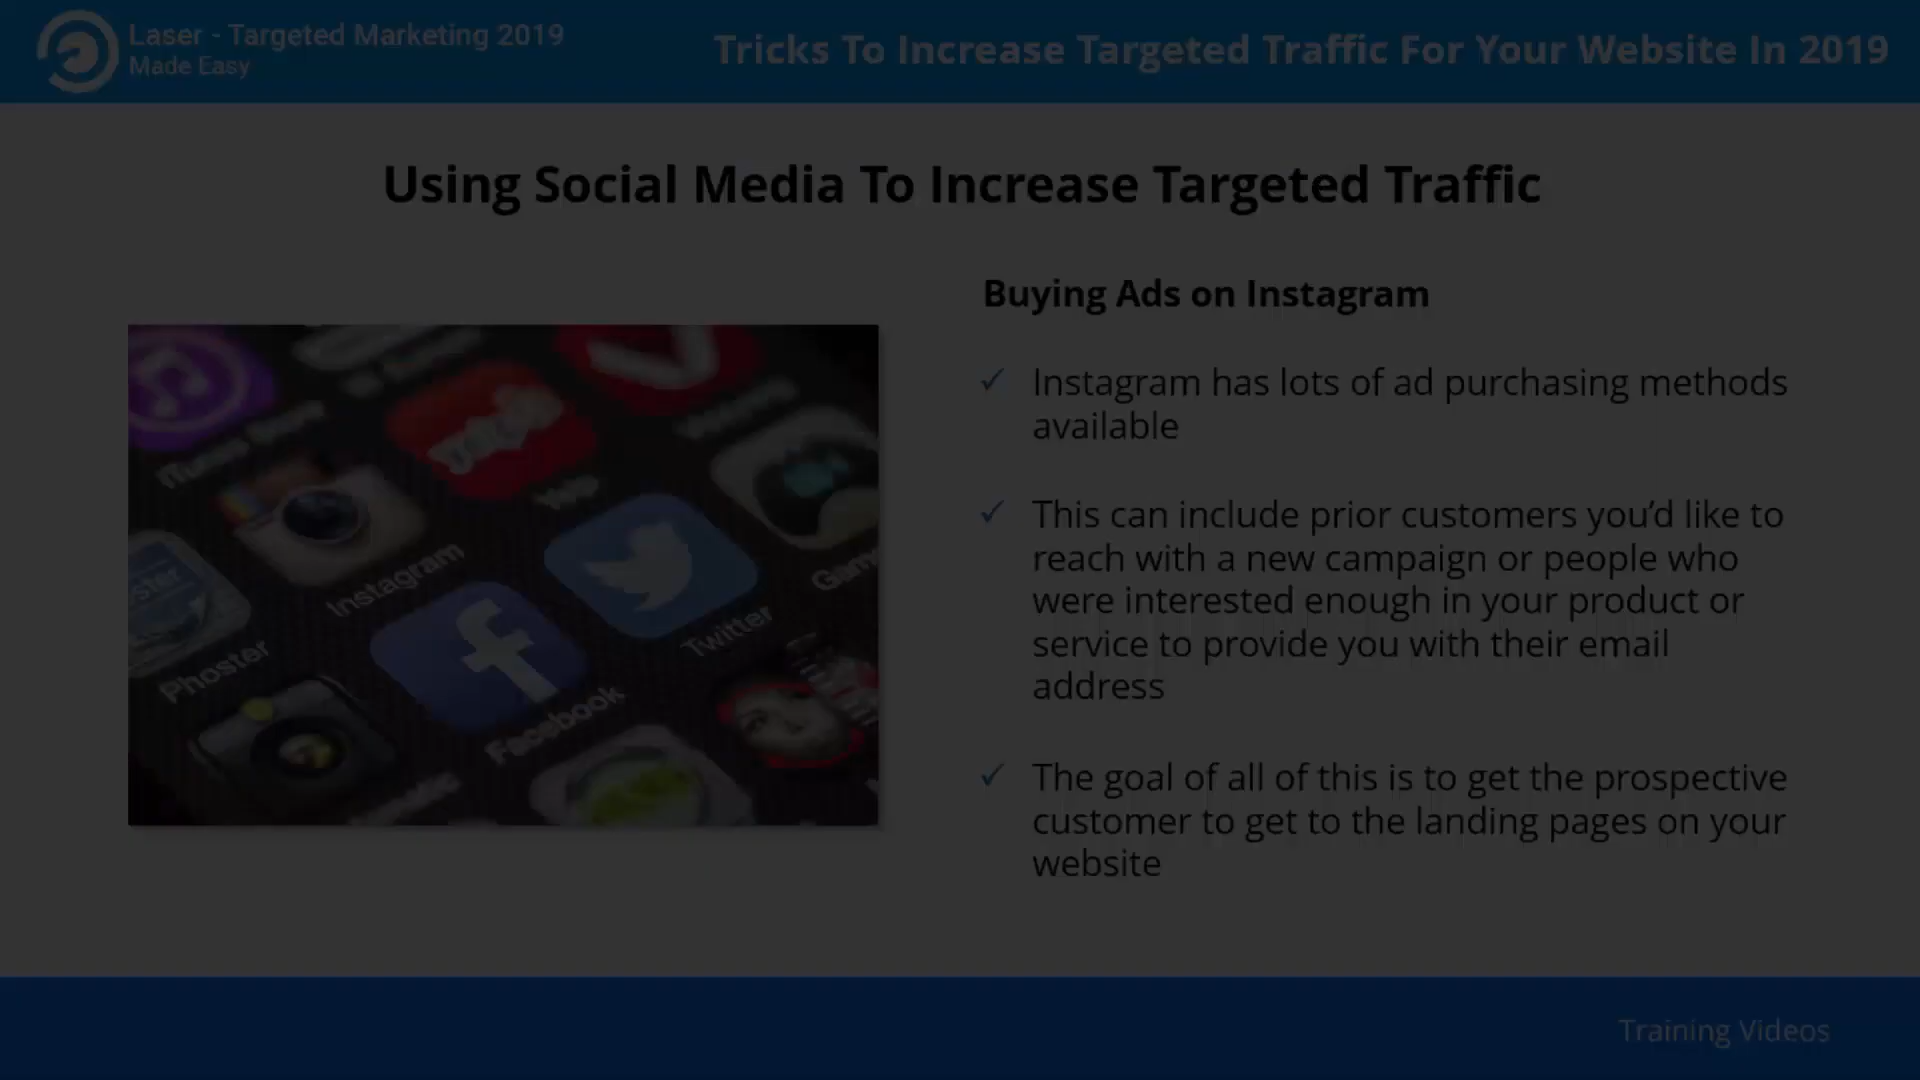 Laser - Targeted Marketing 2019
Made Easy
Tricks To Increase Targeted Traffic For Your Website In 2019
Using Social Media To Increase Targeted Traffic
Buying Ads on Instagram
Instagram has lots of ad purchasing methods
available
This can include prior customers you’d like to
reach with a new campaign or people who
were interested enough in your product or
service to provide you with their email
address
The goal of all of this is to get the prospective
customer to get to the landing pages on your
website
iTunes Store
Yelp
Instagram
Twitter
Phoster
Facebook
Training Videos